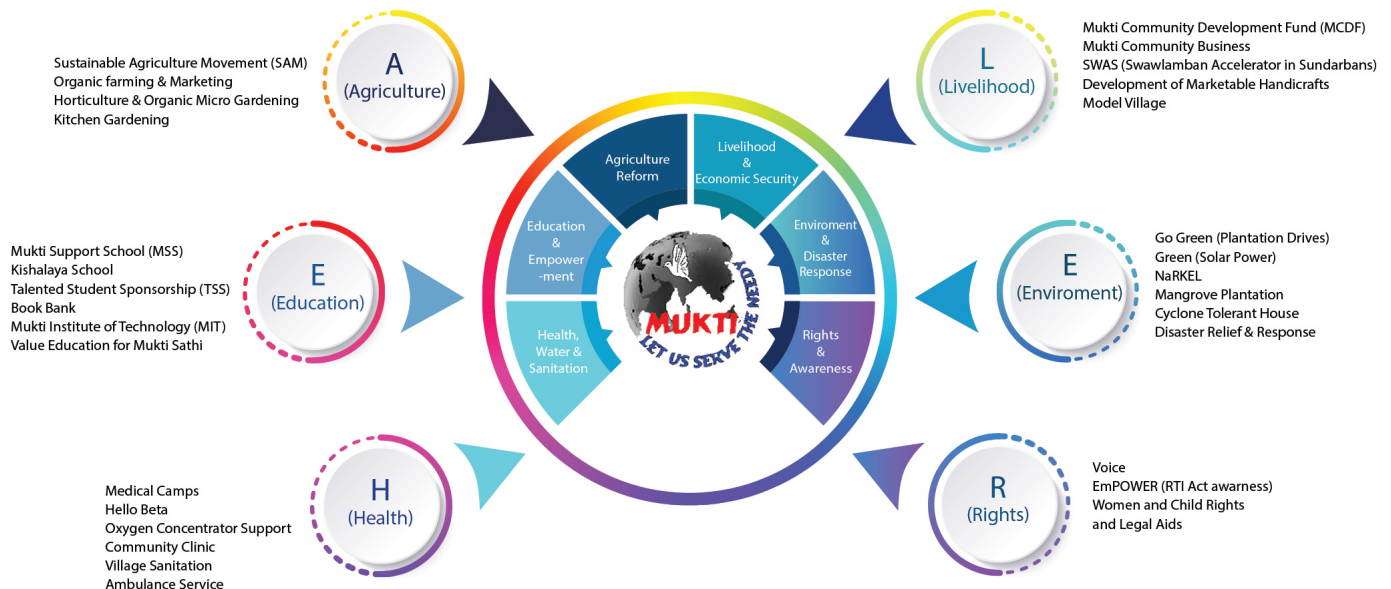 A
(Agriculture)
Sustainable Agriculture Movement (SAM)
Organic farming & Marketing
Horticulture & Organic Micro Gardening
Kitchen Gardening
L
(Livelihood)
Mukti Community Development Fund (MCDF)
Mukti Community Business
SWAS (Swawlamban Accelerator in Sundarbans)
Development of Marketable Handicrafts
Model Village
E
(Education)
Mukti Support School (MSS)
Kishalaya School
Talented Student Sponsorship (TSS)
Book Bank
Mukti Institute of Technology (MIT)
Value Education for Mukti Sathi
Agriculture
Reform
Livelihood
&
Economic Security
Education
&
Empower
-ment
Enviroment
&
Disaster
Response
Health,
Water &
Sanitation
Rights
&
Awareness
MUKTI
LET US SERVE THE NEEDY
E
(Enviroment)
Go Green (Plantation Drives)
Green (Solar Power)
NaRKEL
Mangrove Plantation
Cyclone Tolerant House
Disaster Relief & Response
H
(Health)
Medical Camps
Hello Beta
Oxygen Concentrator Support
Community Clinic
Village Sanitation
Ambulance Service
R
(Rights)
Voice
EmPOWER (RTI Act awarness)
Women and Child Rights
and Legal Aids